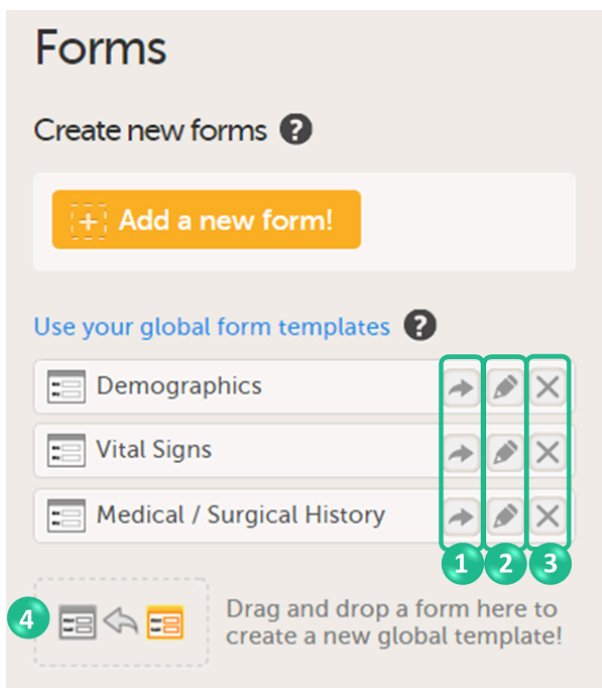 Forms
Create new forms ?
+ Add a new form!
Use your global form templates ?
Demographics
Vital Signs
Medical / Surgical History
1 2 3
4
Drag and drop a form here to
create a new global template!